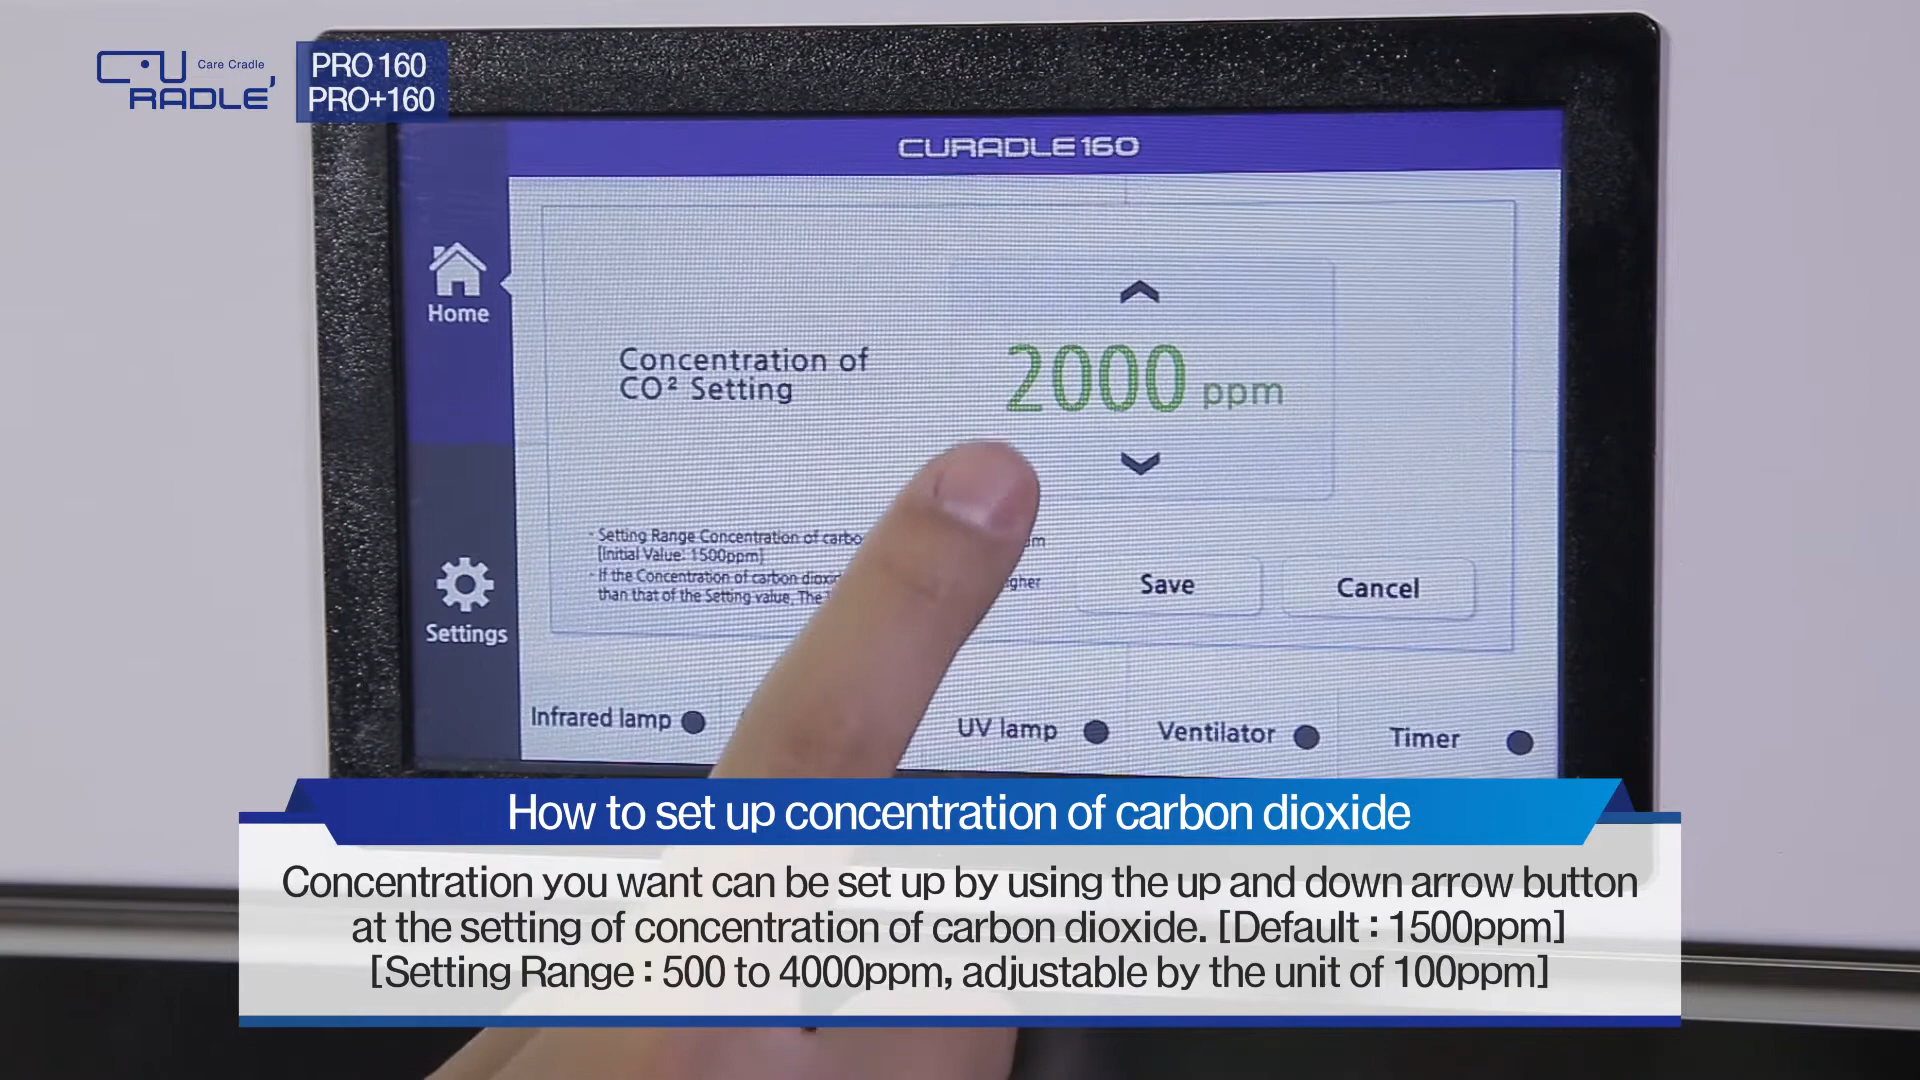 CURADLE Care Cradle
PRO 160
PRO+160
CURADLE160
Home
Concentration of
CO² Setting
2000 ppm
- Setting Range Concentration of
[Initial Value: 1500ppm]
- If the Concentration of carbon
than that of the Setting value, The
Save
Cancel
Settings
Infrared lamp
UV lamp
Ventilator
Timer
How to set up concentration of carbon dioxide
Concentration you want can be set up by using the up and down arrow button
at the setting of concentration of carbon dioxide. [Default : 1500ppm]
[Setting Range : 500 to 4000ppm, adjustable by the unit of 100ppm]